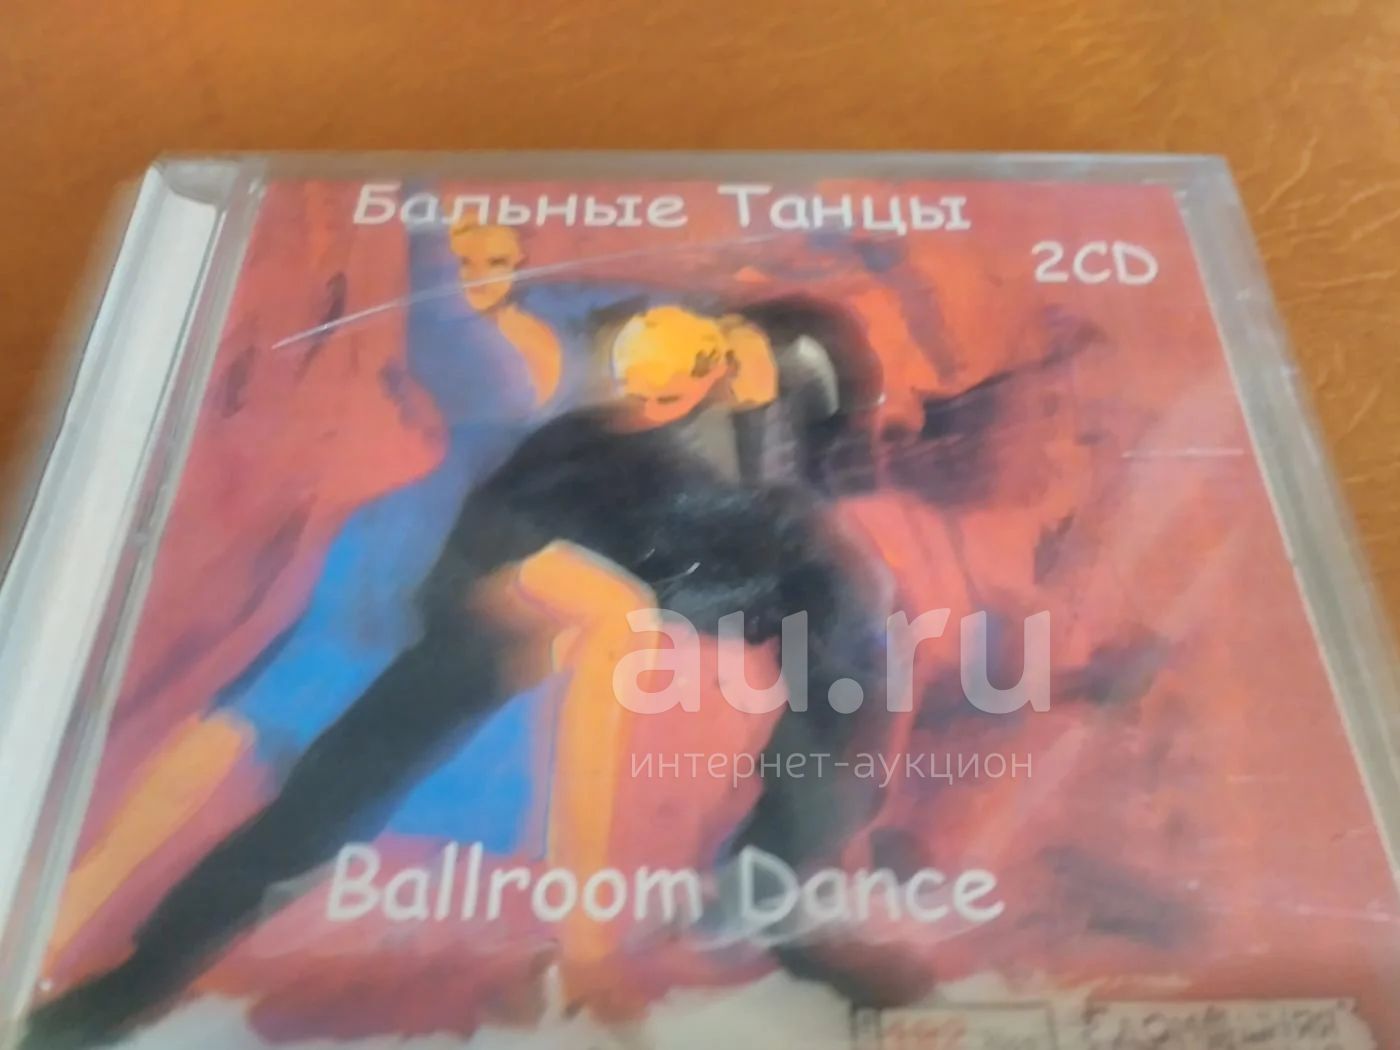 Бальные Танцы
2CD
au.ru
интернет-аукцион
Ballroom Dance